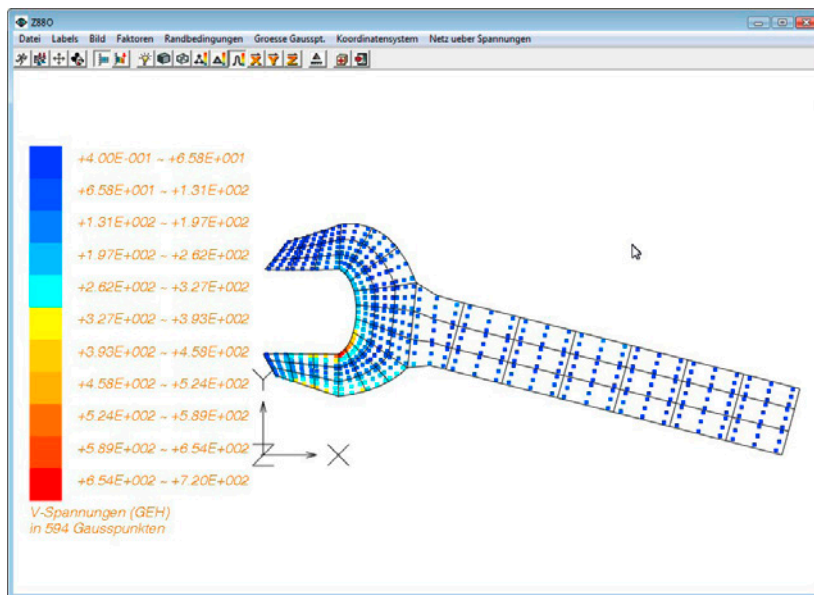 Z88O
Datei Labels Bild Faktoren Randbedingungen Groesse Gausspt. Koordinatensystem Netz ueber Spannungen
+4.00E-001 ~ +6.58E+001
+6.58E+001 ~ +1.31E+002
+1.31E+002 ~ +1.97E+002
+1.97E+002 ~ +2.62E+002
+2.62E+002 ~ +3.27E+002
+3.27E+002 ~ +3.93E+002
+3.93E+002 ~ +4.58E+002
+4.58E+002 ~ +5.24E+002
+5.24E+002 ~ +5.89E+002
+5.89E+002 ~ +6.54E+002
+6.54E+002 ~ +7.20E+002
V-Spannungen (GEH)
in 594 Gausspunkten
Y
Z X